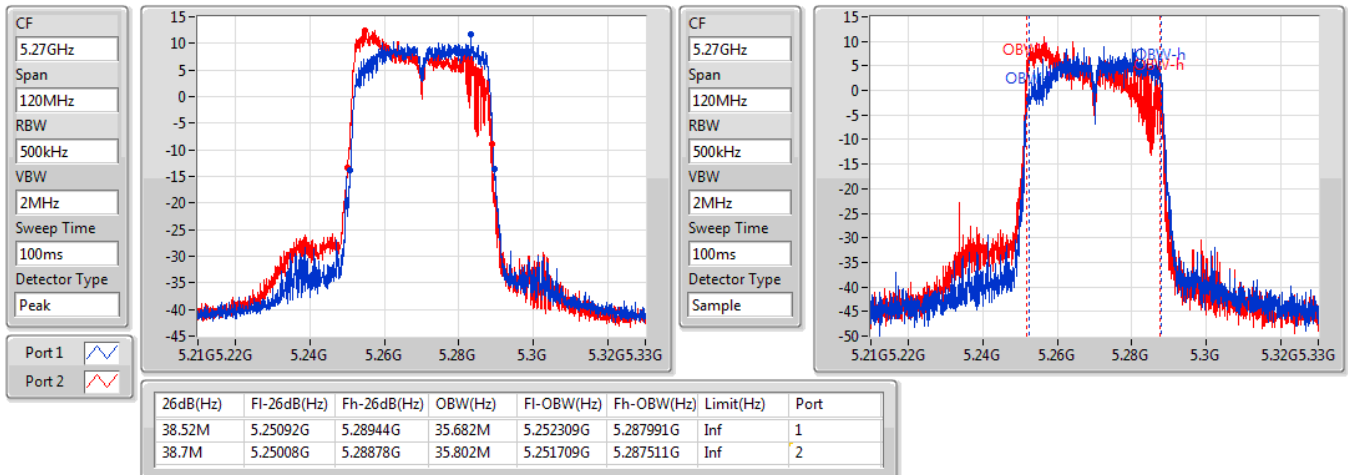 CF
5.27GHz
Span
120MHz
RBW
500kHz
VBW
2MHz
Sweep Time
100ms
Detector Type
Peak
Port 1
Port 2
15
10
5
0
-5
-10
-15
-20
-25
-30
-35
-40
-45
5.21G 5.22G 5.24G 5.26G 5.28G 5.3G 5.32G 5.33G
CF
5.27GHz
Span
120MHz
RBW
500kHz
VBW
2MHz
Sweep Time
100ms
Detector Type
Sample
15
10
5
0
-5
-10
-15
-20
-25
-30
-35
-40
-45
-50
OBW-h
OBW-h
5.21G 5.22G 5.24G 5.26G 5.28G 5.3G 5.32G 5.33G
26dB(Hz) Fl-26dB(Hz) Fh-26dB(Hz) OBW(Hz) Fl-OBW(Hz) Fh-OBW(Hz) Limit(Hz) Port
38.52M 5.25092G 5.28944G 35.682M 5.252309G 5.287991G Inf 1
38.7M 5.25008G 5.28878G 35.802M 5.251709G 5.287511G Inf 2